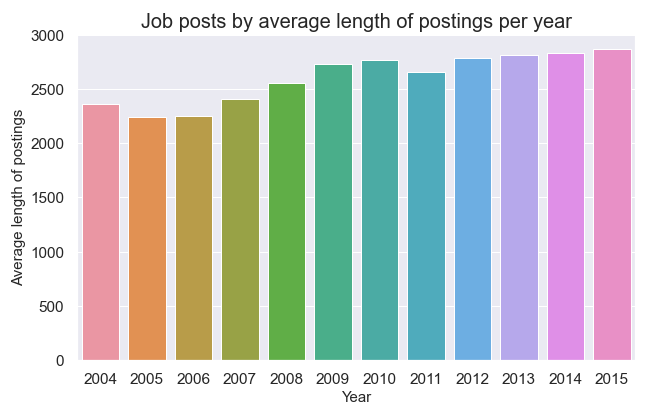 Job posts by average length of postings per year
3000
2500
2000
1500
1000
500
0
Average length of postings
2004 2005 2006 2007 2008 2009 2010 2011 2012 2013 2014 2015
Year